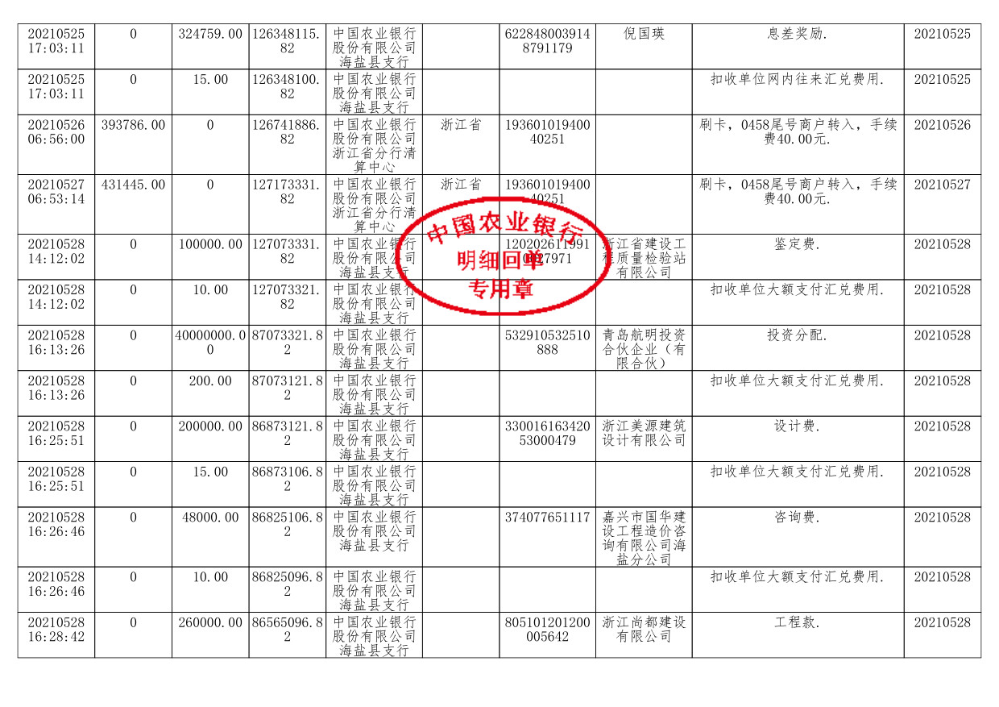 20210525 0 324759.00 126348115. 中国农业银行 622848003914 倪国瑛 息差奖励. 20210525
17:03:11 82 股份有限公司 8791179
海盐县支行
20210525 0 15.00 126348100. 中国农业银行 扣收单位网内往来汇兑费用. 20210525
17:03:11 82 股份有限公司
海盐县支行
20210526 393786.00 0 126741886. 中国农业银行 浙江省 193601019400 刷卡，0458尾号商户转入，手续 20210526
06:56:00 82 股份有限公司 40251 费40.00元.
浙江省分行清
算中心
20210527 431445.00 0 127173331. 中国农业银行 浙江省 193601019400 刷卡，0458尾号商户转入，手续 20210527
06:53:14 82 股份有限公司 40251 费40.00元.
浙江省分行清
算中心
中国农业银行
明细回单
专用章
20210528 0 100000.00 127073331. 中国农业银行 120202611991 浙江省建设工 鉴定费. 20210528
14:12:02 82 股份有限公司 程质量检验站
海盐县支行 有限公司
20210528 0 10.00 127073321. 中国农业银行 扣收单位大额支付汇兑费用. 20210528
14:12:02 82 股份有限公司
海盐县支行
20210528 0 40000000.0 87073321.8 中国农业银行 532910532510 青岛航明投资 投资分配. 20210528
16:13:26 0 2 股份有限公司 888 合伙企业（有
海盐县支行 限合伙）
20210528 0 200.00 87073121.8 中国农业银行 扣收单位大额支付汇兑费用. 20210528
16:13:26 2 股份有限公司
海盐县支行
20210528 0 200000.00 86873121.8 中国农业银行 330016163420 浙江美源建筑 设计费. 20210528
16:25:51 2 股份有限公司 53000479 设计有限公司
海盐县支行
20210528 0 15.00 86873106.8 中国农业银行 扣收单位大额支付汇兑费用. 20210528
16:25:51 2 股份有限公司
海盐县支行
20210528 0 48000.00 86825106.8 中国农业银行 374077651117 嘉兴市国华建 咨询费. 20210528
16:26:46 2 股份有限公司 设工程造价咨
海盐县支行 询有限公司海
盐分公司
20210528 0 10.00 86825096.8 中国农业银行 扣收单位大额支付汇兑费用. 20210528
16:26:46 2 股份有限公司
海盐县支行
20210528 0 260000.00 86565096.8 中国农业银行 805101201200 浙江尚都建设 工程款. 20210528
16:28:42 2 股份有限公司 005642 有限公司
海盐县支行